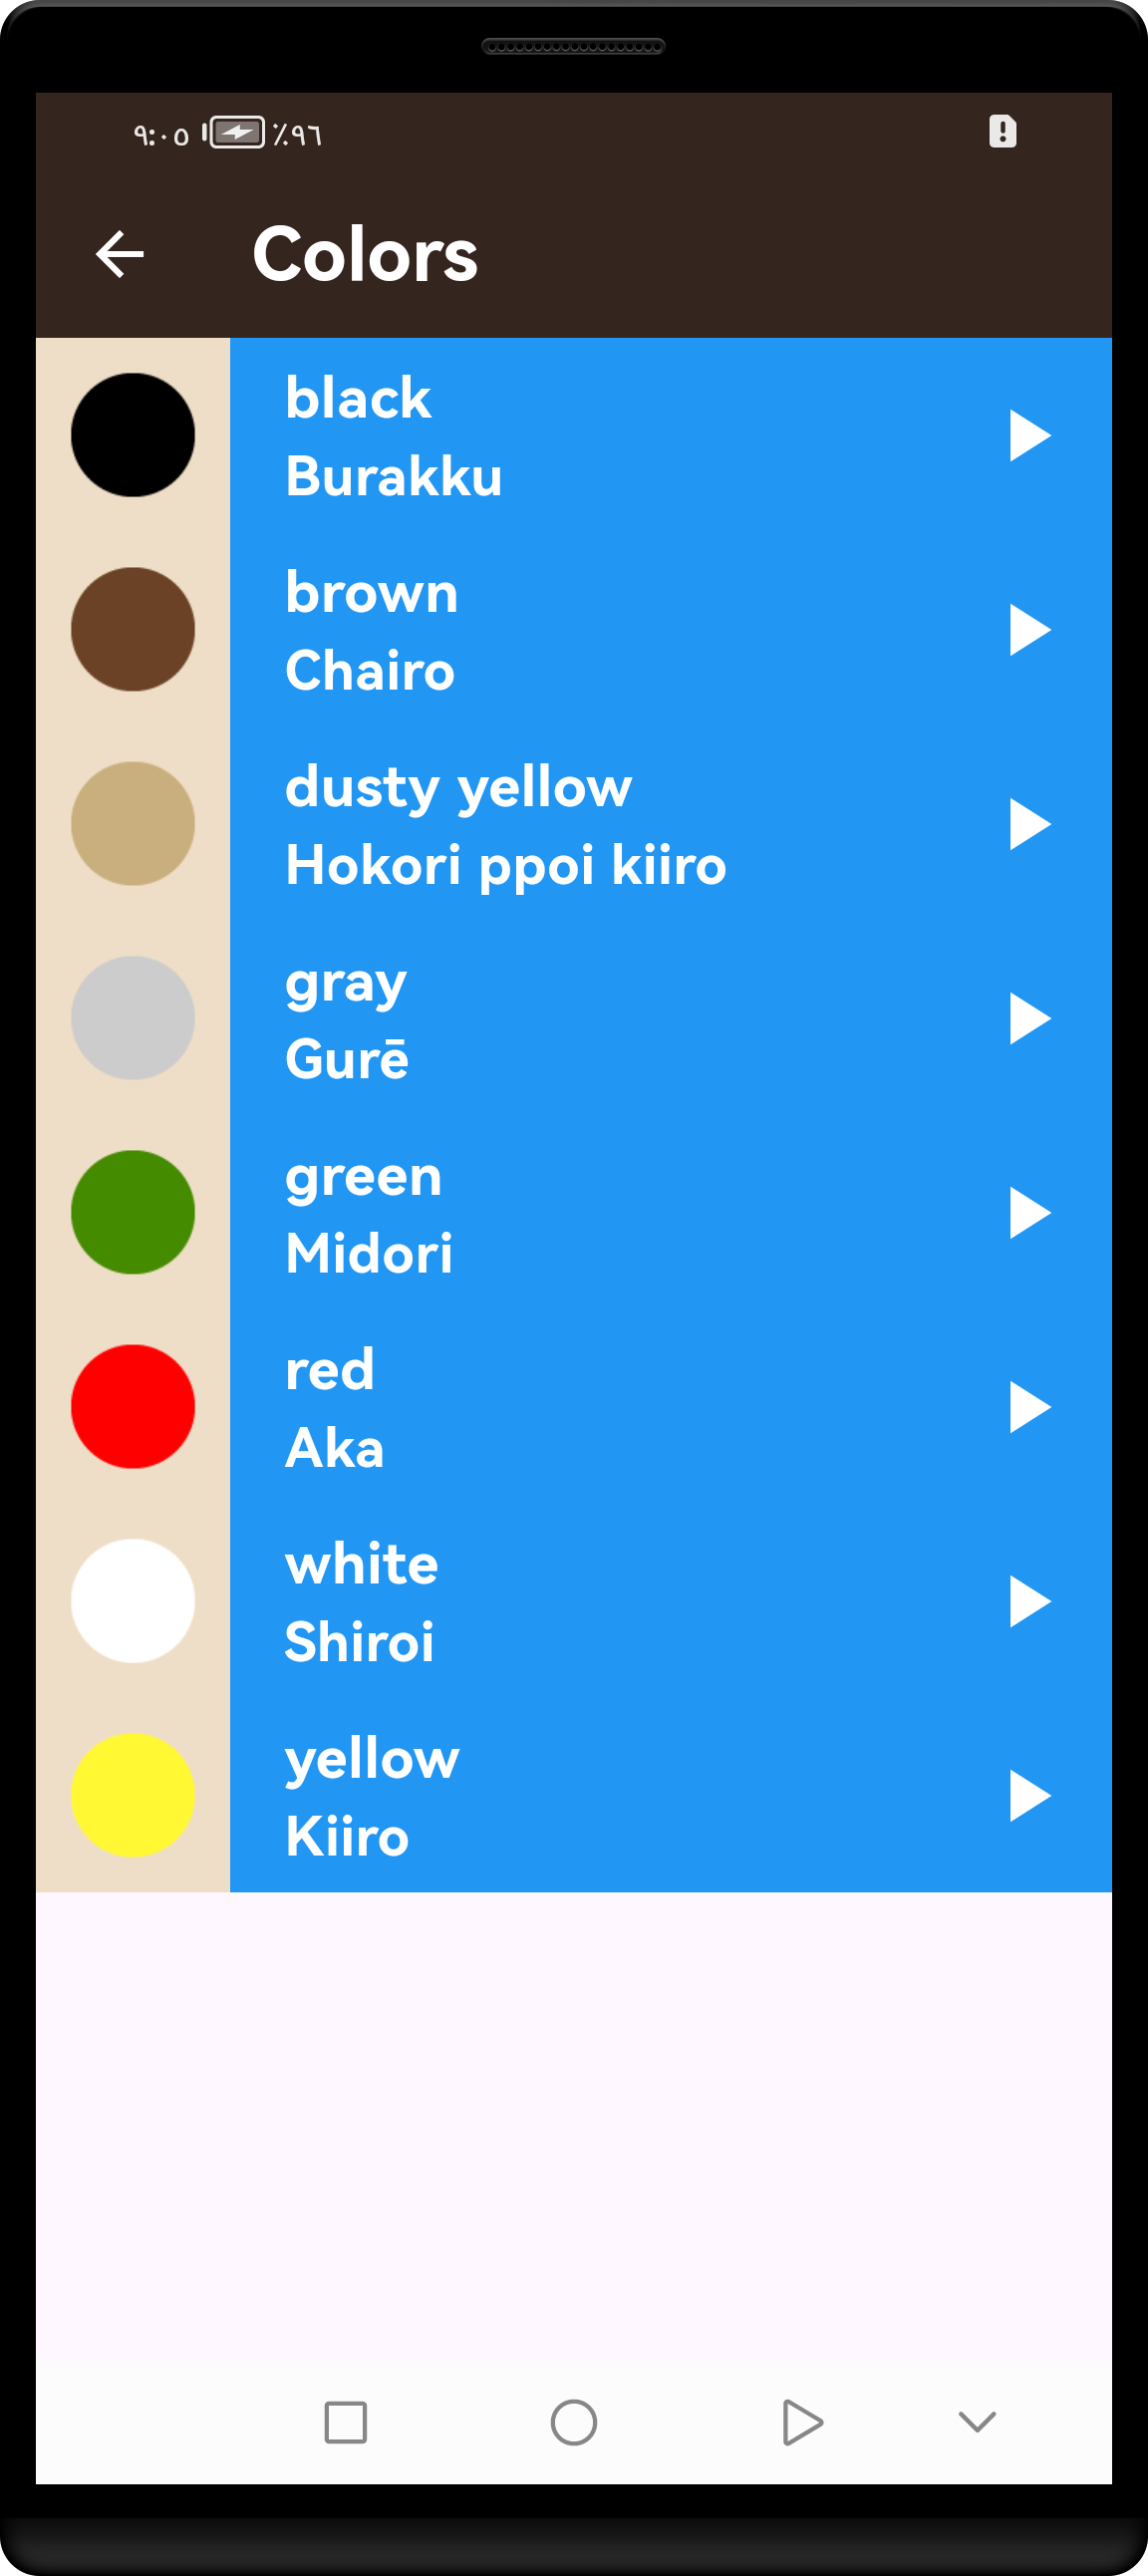 ٩:٠٥ ٪٩٦
Colors
black
Burakku
brown
Chairo
dusty yellow
Hokori ppoi kiiro
gray
Gurē
green
Midori
red
Aka
white
Shiroi
yellow
Kiiro